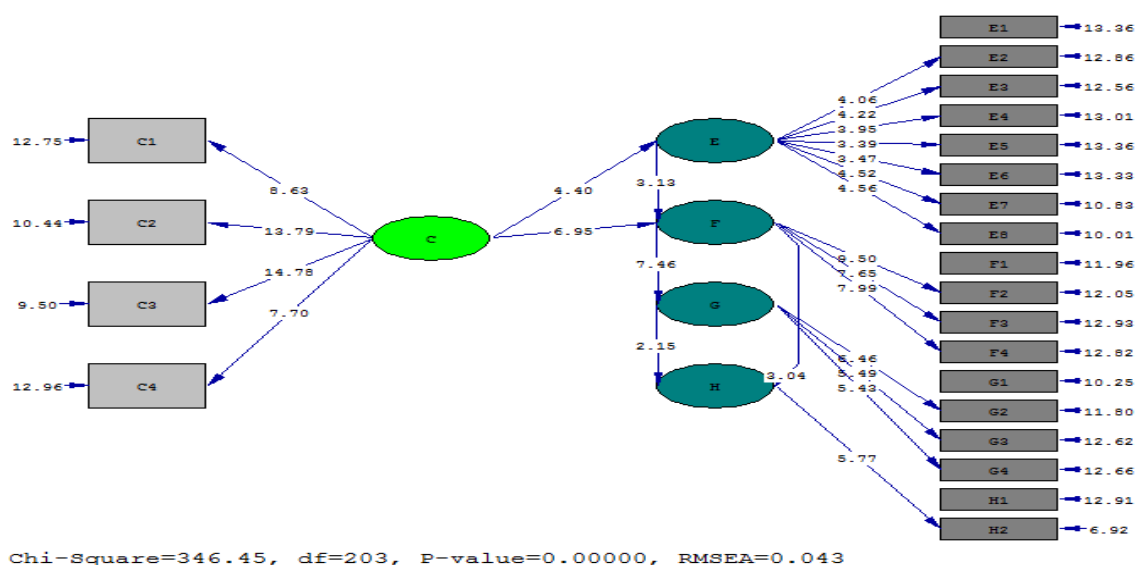 E1 13.36
E2 12.86
E3 12.56
E4 13.01
E5 13.36
E6 13.33
E7 10.83
E8 10.01
F1 11.96
F2 12.05
F3 12.93
F4 12.82
G1 10.25
G2 11.80
G3 12.62
G4 12.66
H1 12.91
H2 6.92
12.75 C1
10.44 C2
9.50 C3
12.96 C4
8.63
13.79
14.78
7.70
C
4.40
6.95
E
F
G
H
3.13
7.46
2.15
3.04
4.06
4.22
3.95
3.39
3.47
4.52
4.56
9.50
7.65
7.99
6.46
5.49
5.43
5.77
Chi-Square=346.45, df=203, P-value=0.00000, RMSEA=0.043